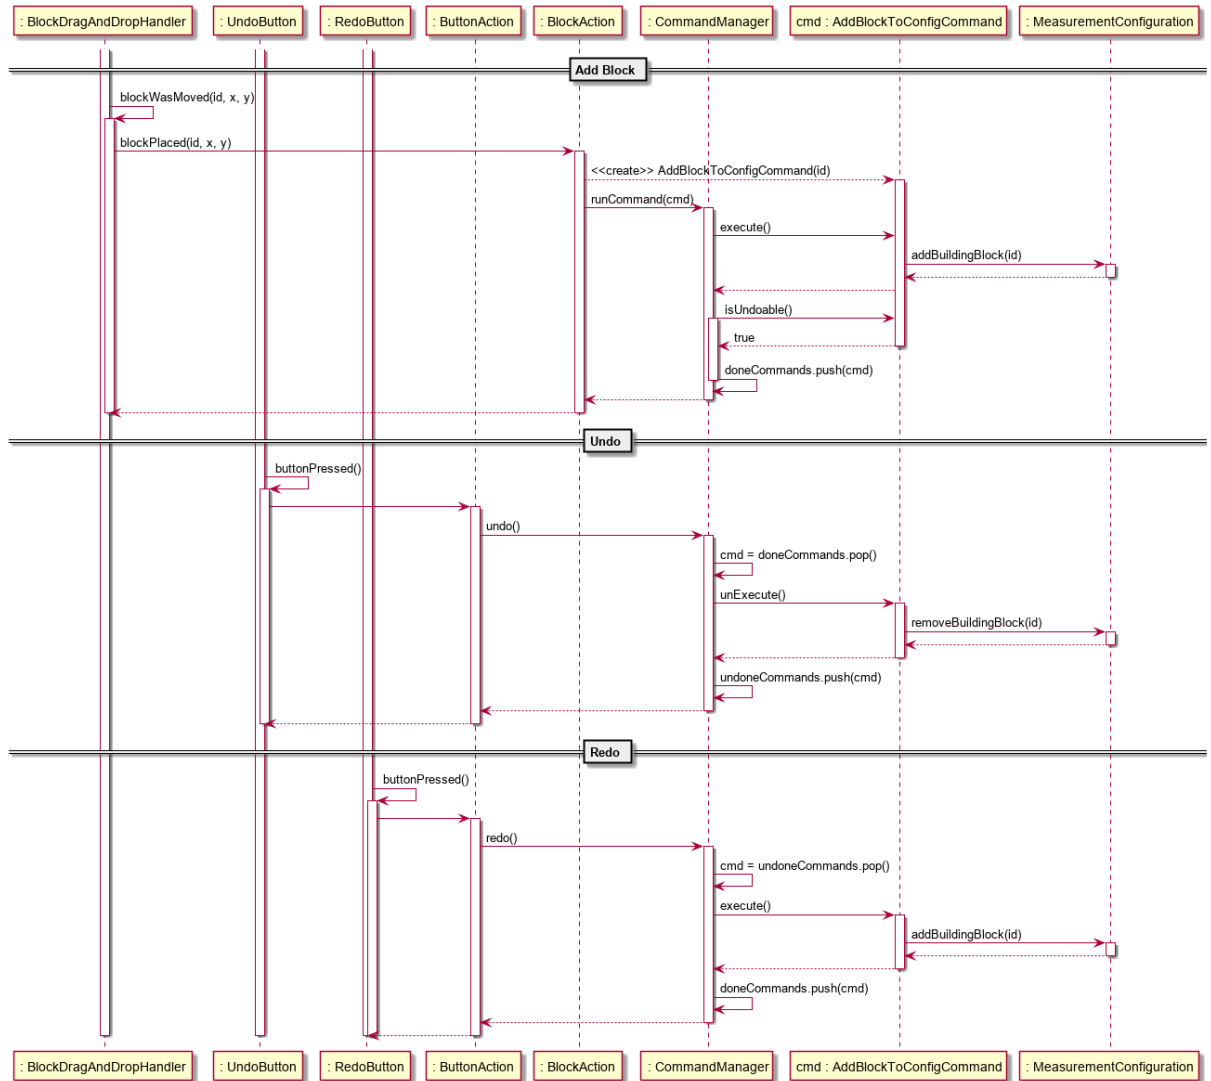 : BlockDragAndDropHandler
: UndoButton
: RedoButton
: ButtonAction
: BlockAction
: CommandManager
cmd : AddBlockToConfigCommand
: MeasurementConfiguration
Add Block
blockWasMoved(id, x, y)
blockPlaced(id, x, y)
<<create>> AddBlockToConfigCommand(id)
runCommand(cmd)
execute()
addBuildingBlock(id)
isUndoable()
true
doneCommands.push(cmd)
Undo
buttonPressed()
undo()
cmd = doneCommands.pop()
unExecute()
removeBuildingBlock(id)
undoneCommands.push(cmd)
Redo
buttonPressed()
redo()
cmd = undoneCommands.pop()
execute()
addBuildingBlock(id)
doneCommands.push(cmd)
: BlockDragAndDropHandler
: UndoButton
: RedoButton
: ButtonAction
: BlockAction
: CommandManager
cmd : AddBlockToConfigCommand
: MeasurementConfiguration